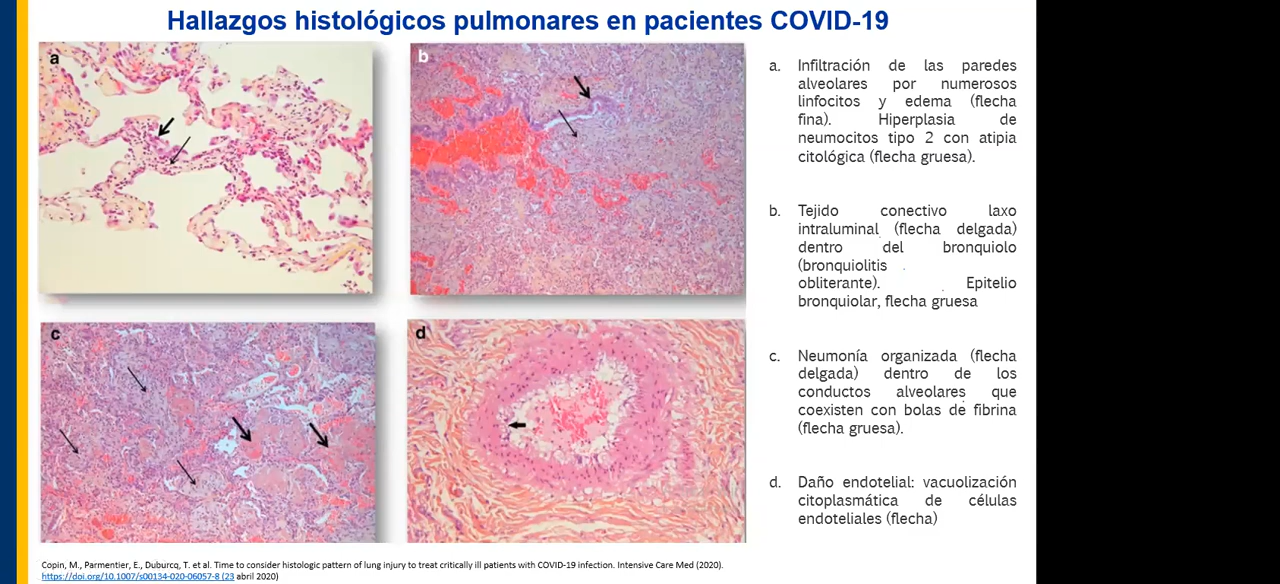 Hallazgos histológicos pulmonares en pacientes COVID-19
a
b
c
d
a. Infiltración de las paredes
alveolares por numerosos
linfocitos y edema (flecha
fina). Hiperplasia de
neumocitos tipo 2 con atipia
citológica (flecha gruesa).
b. Tejido conectivo laxo
intraluminal (flecha delgada)
dentro del bronquiolo
(bronquiolitis
obliterante). Epitelio
bronquiolar, flecha gruesa
c. Neumonía organizada (flecha
delgada) dentro de los
conductos alveolares que
coexisten con bolas de fibrina
(flecha gruesa).
d. Daño endotelial: vacuolización
citoplasmática de células
endoteliales (flecha)
Copin, M., Parmentier, E., Duburcq, T. et al. Time to consider histologic pattern of lung injury to treat critically ill patients with COVID-19 infection. Intensive Care Med (2020).
https://doi.org/10.1007/s00134-020-06057-8 (23 abril 2020)